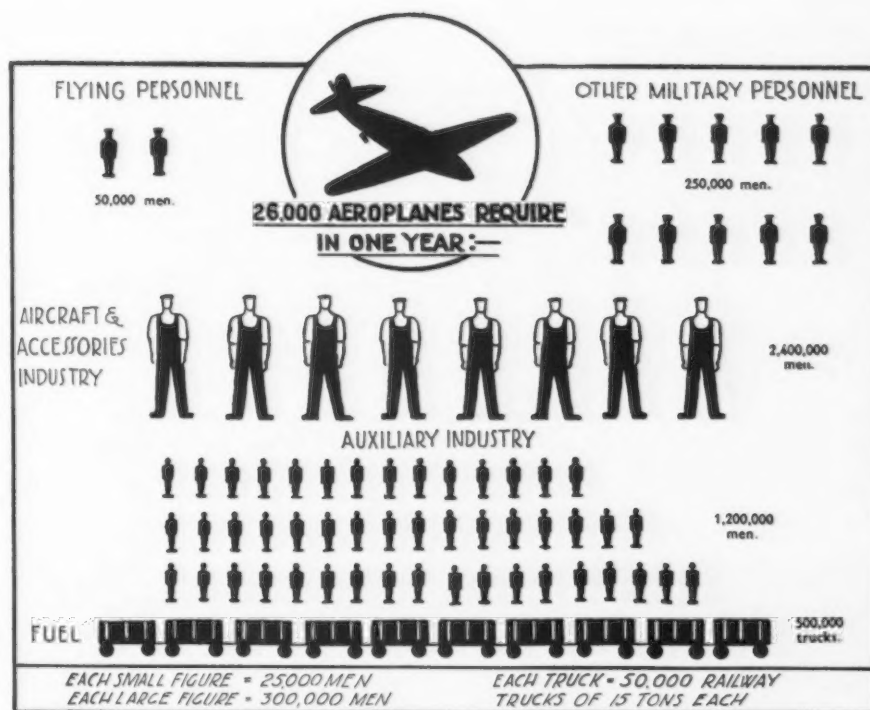 FLYING PERSONNEL
50,000 men.
OTHER MILITARY PERSONNEL
250,000 men.
26,000 AEROPLANES REQUIRE
IN ONE YEAR:—
AIRCRAFT &
ACCESSORIES
INDUSTRY
2,400,000
men.
AUXILIARY INDUSTRY
1,200,000
men.
FUEL
500,000
trucks.
EACH SMALL FIGURE = 25,000 MEN
EACH LARGE FIGURE = 300,000 MEN
EACH TRUCK = 50,000 RAILWAY
TRUCKS OF 15 TONS EACH